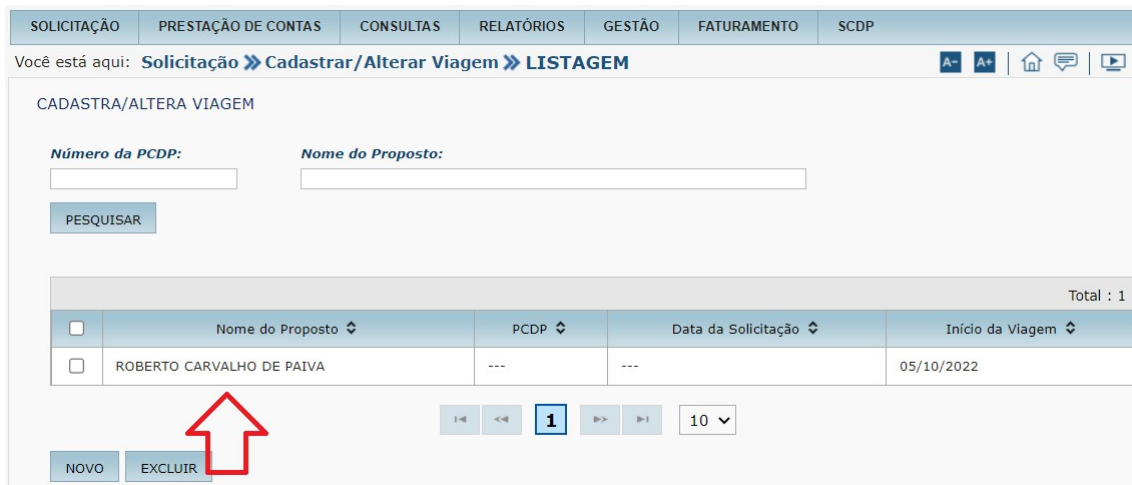 SOLICITAÇÃO PRESTAÇÃO DE CONTAS CONSULTAS RELATÓRIOS GESTÃO FATURAMENTO SCDP
Você está aqui: Solicitação Cadastrar/Alterar Viagem LISTAGEM A- A+
CADASTRA/ALTERA VIAGEM
Número da PCDP: Nome do Proposto:
PESQUISAR
Total : 1
Nome do Proposto PCDP Data da Solicitação Início da Viagem
ROBERTO CARVALHO DE PAIVA --- --- 05/10/2022
1 10
NOVO EXCLUIR